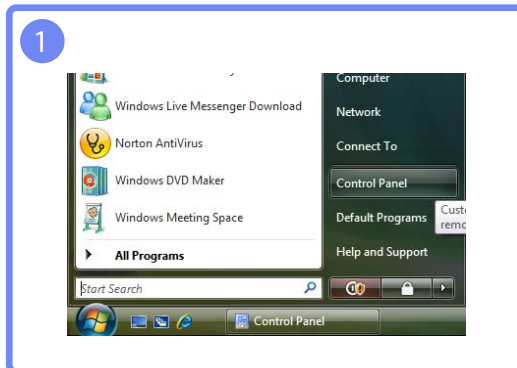 1
Computer
Windows Live Messenger Download
Network
Norton AntiVirus
Connect To
Windows DVD Maker
Control Panel
Windows Meeting Space
Default Programs
All Programs
Help and Support
Start Search
Control Panel